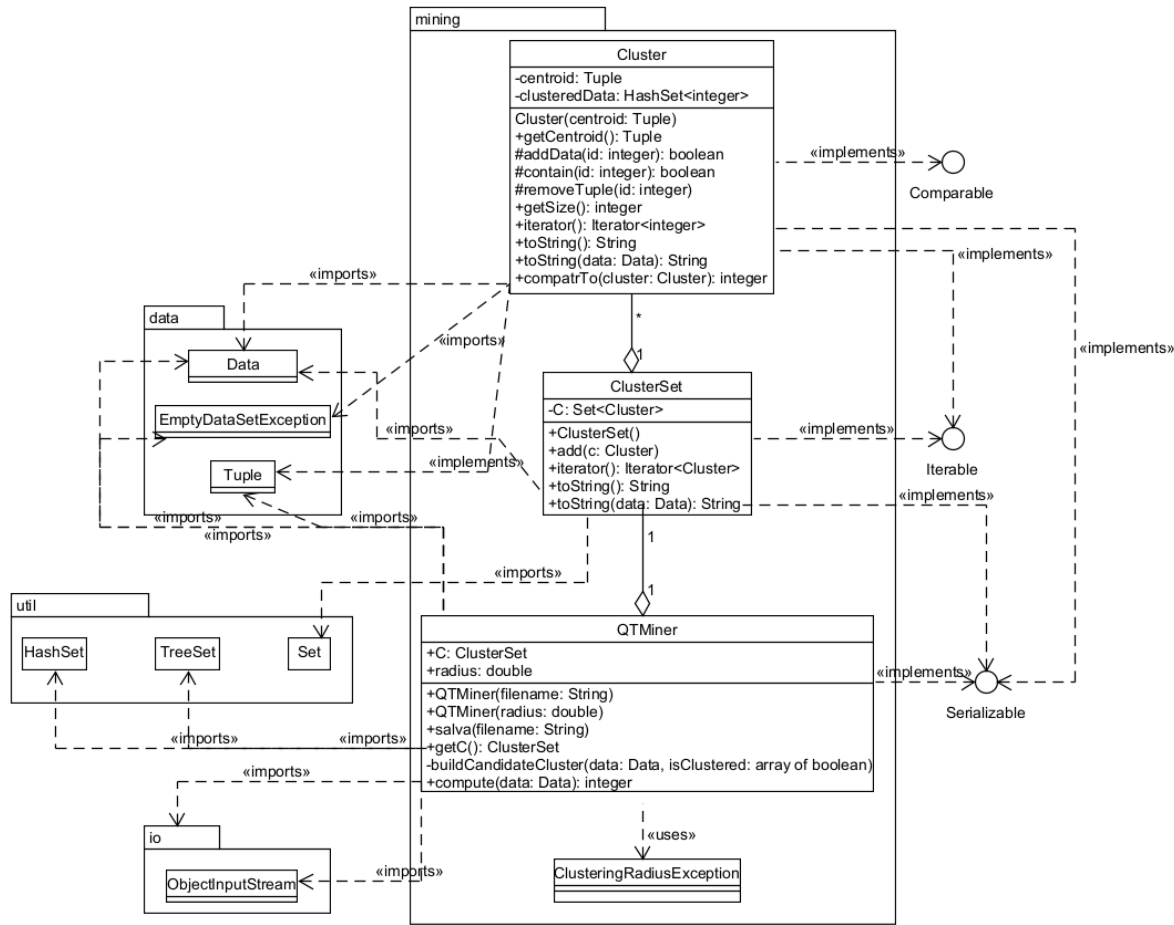 mining
Cluster
-centroid: Tuple
-clusteredData: HashSet<integer>
Cluster(centroid: Tuple)
+getCentroid(): Tuple
#addData(id: integer): boolean
#contain(id: integer): boolean
#removeTuple(id: integer)
+getSize(): integer
+iterator(): Iterator<integer>
+toString(): String
+toString(data: Data): String
+compatrTo(cluster: Cluster): integer
«implements»
Comparable
«implements»
«implements»
«imports»
«imports»
data
Data
EmptyDataSetException
Tuple
*
1
ClusterSet
-C: Set<Cluster>
+ClusterSet()
+add(c: Cluster)
+iterator(): Iterator<Cluster>
+toString(): String
+toString(data: Data): String
«implements»
Iterable
«imports»
«implements»
«implements»
«imports»
«imports»
«imports»
«imports»
1
1
util
HashSet
TreeSet
Set
QTMiner
+C: ClusterSet
+radius: double
+QTMiner(filename: String)
+QTMiner(radius: double)
+salva(filename: String)
+getC(): ClusterSet
-buildCandidateCluster(data: Data, isClustered: array of boolean)
+compute(data: Data): integer
«implements»
Serializable
«imports»
«imports»
«imports»
io
ObjectInputStream
«imports»
«uses»
ClusteringRadiusException